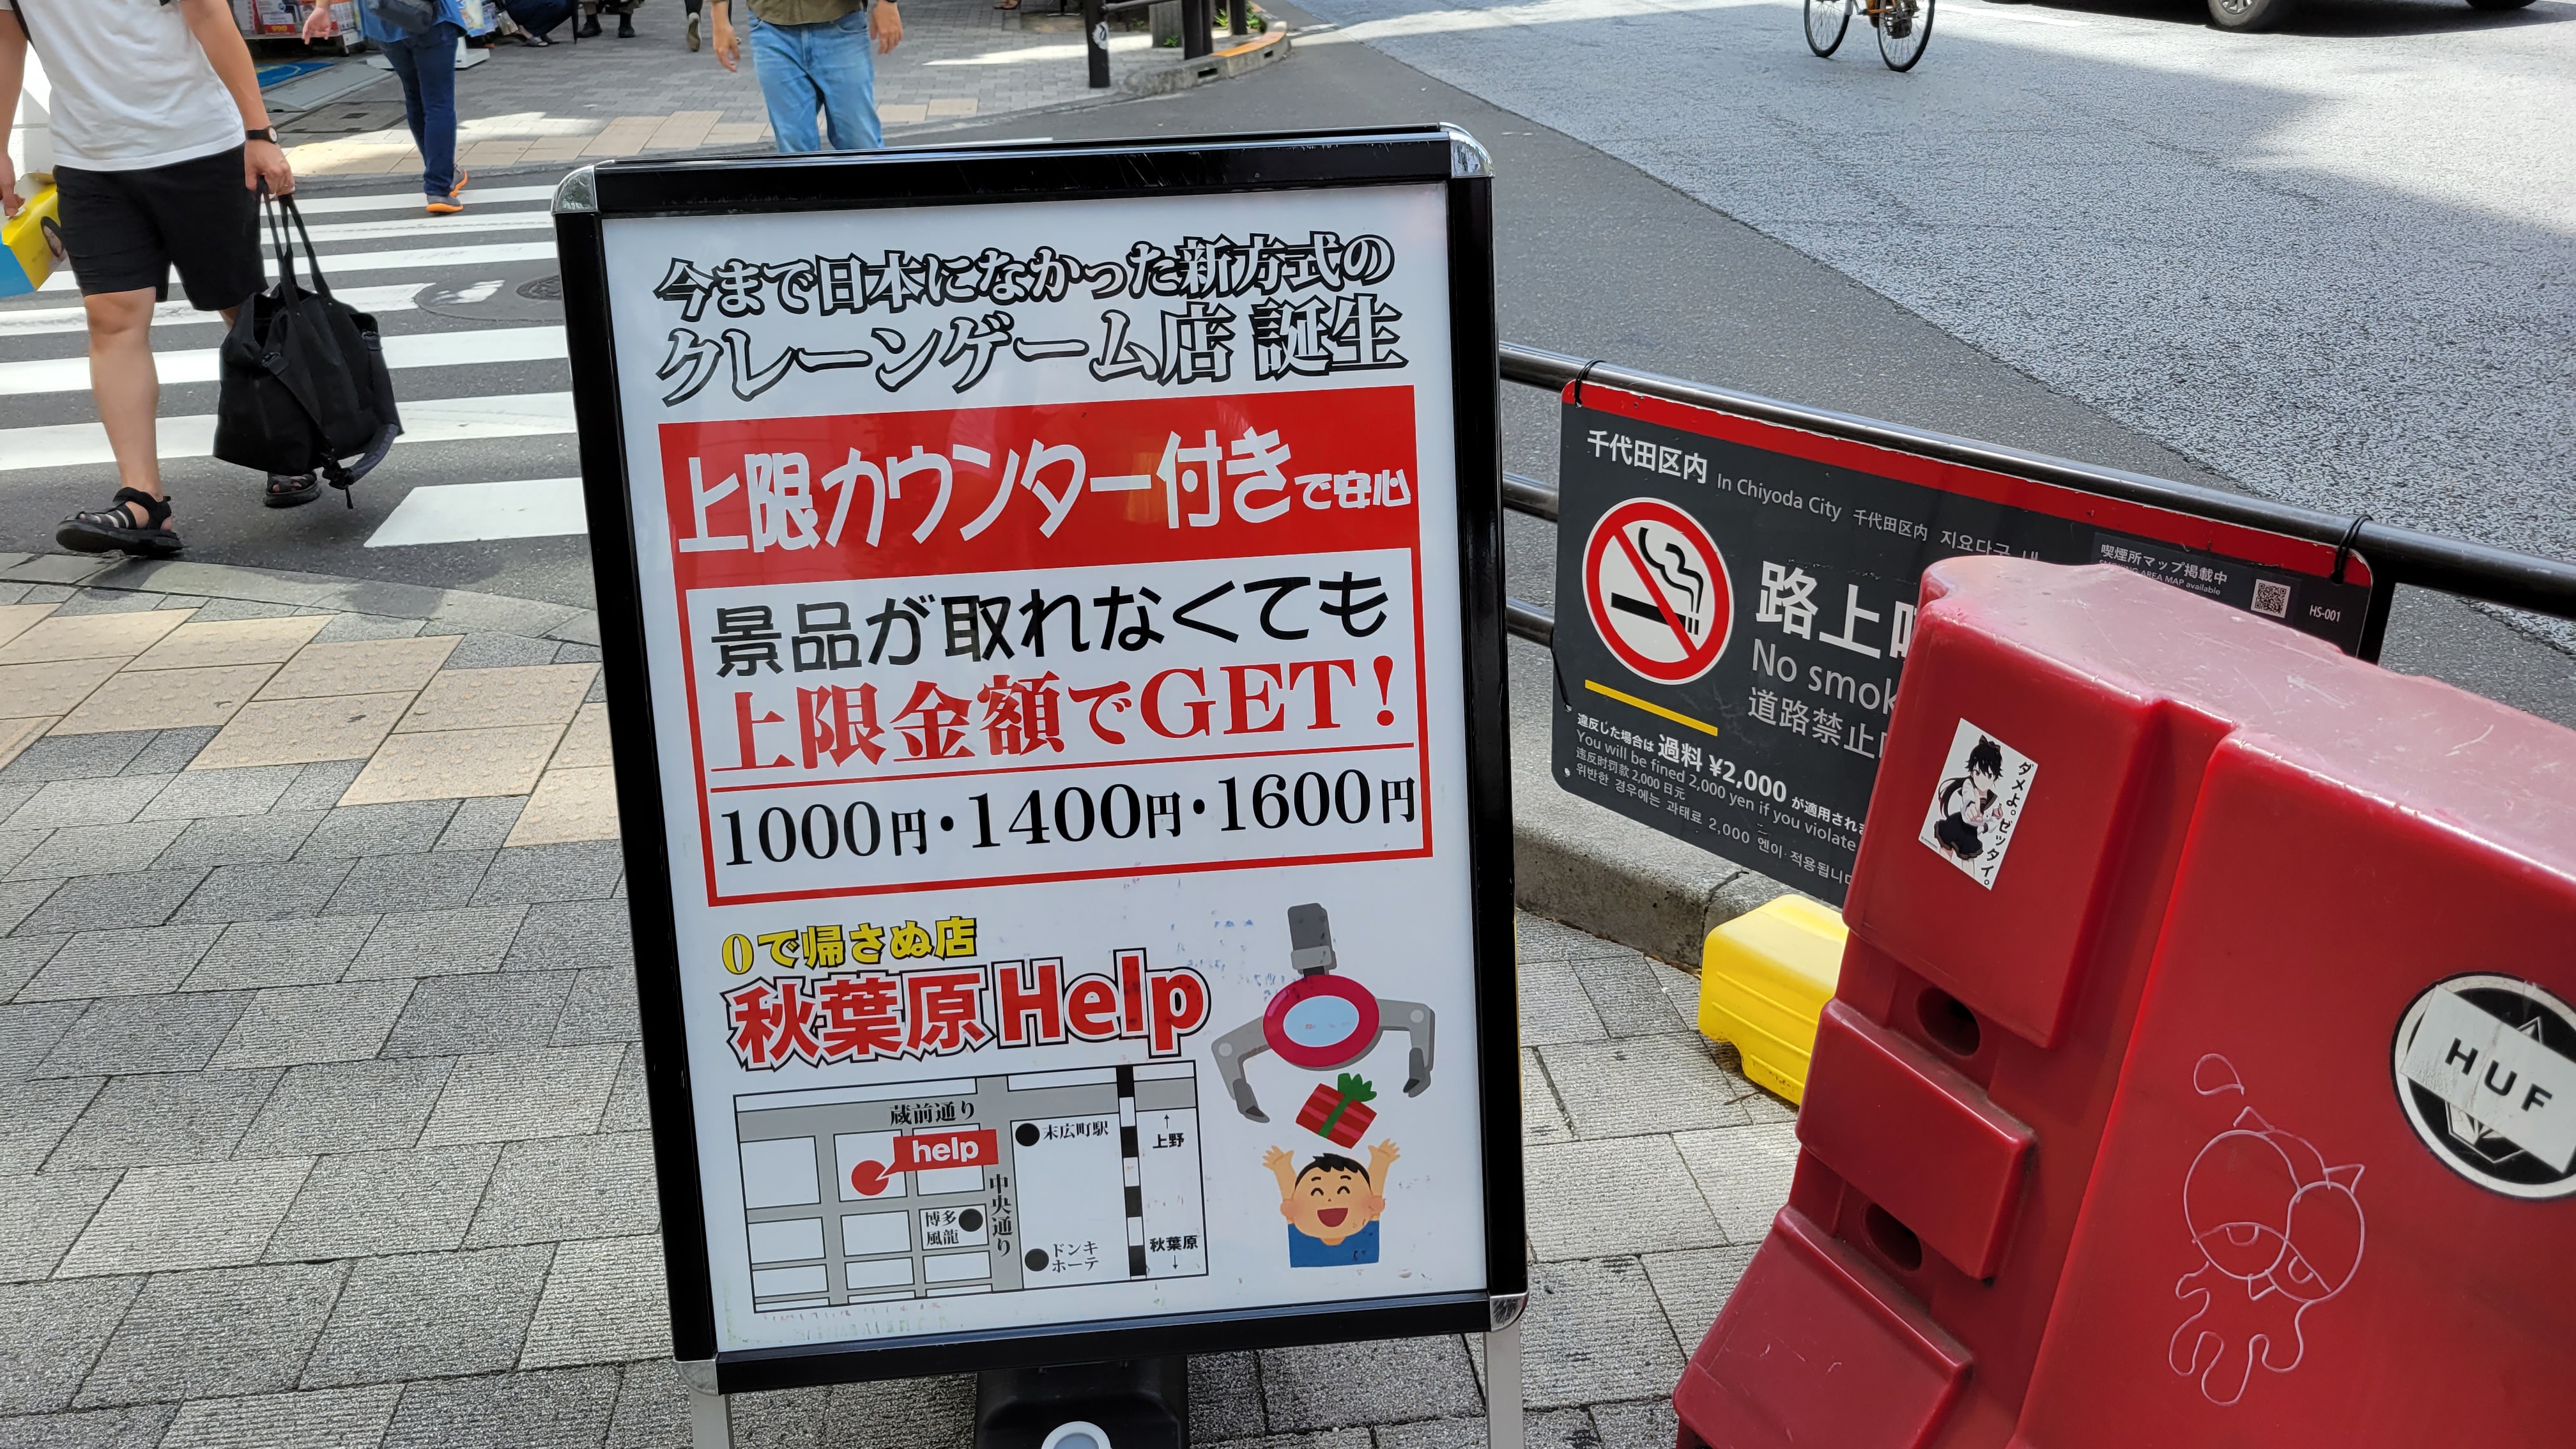 今まで日本になかった新方式の
クレーンゲーム店 誕生
上限カウンター付きで安心
景品が取れなくても
上限金額でGET!
1000円・1400円・1600円
0で帰さぬ店
秋葉原Help
蔵前通り
help
末広町駅
上野
中央通り
博多
風龍
ドンキ
ホーテ
秋葉原
千代田区内 In Chiyoda City 千代田区内 지요다구 내
喫煙所マップ掲載中
SMOKING AREA MAP available
HS-001
路上
No smok
道路禁止
違反した場合は 過料 ¥2,000 が適用され
You will be fined 2,000 yen if you violate
违反时罚款 2,000 日元
위반한 경우에는 과태료 2,000 엔이 적용됩니
ダメよ。ゼッタイ。
HUF